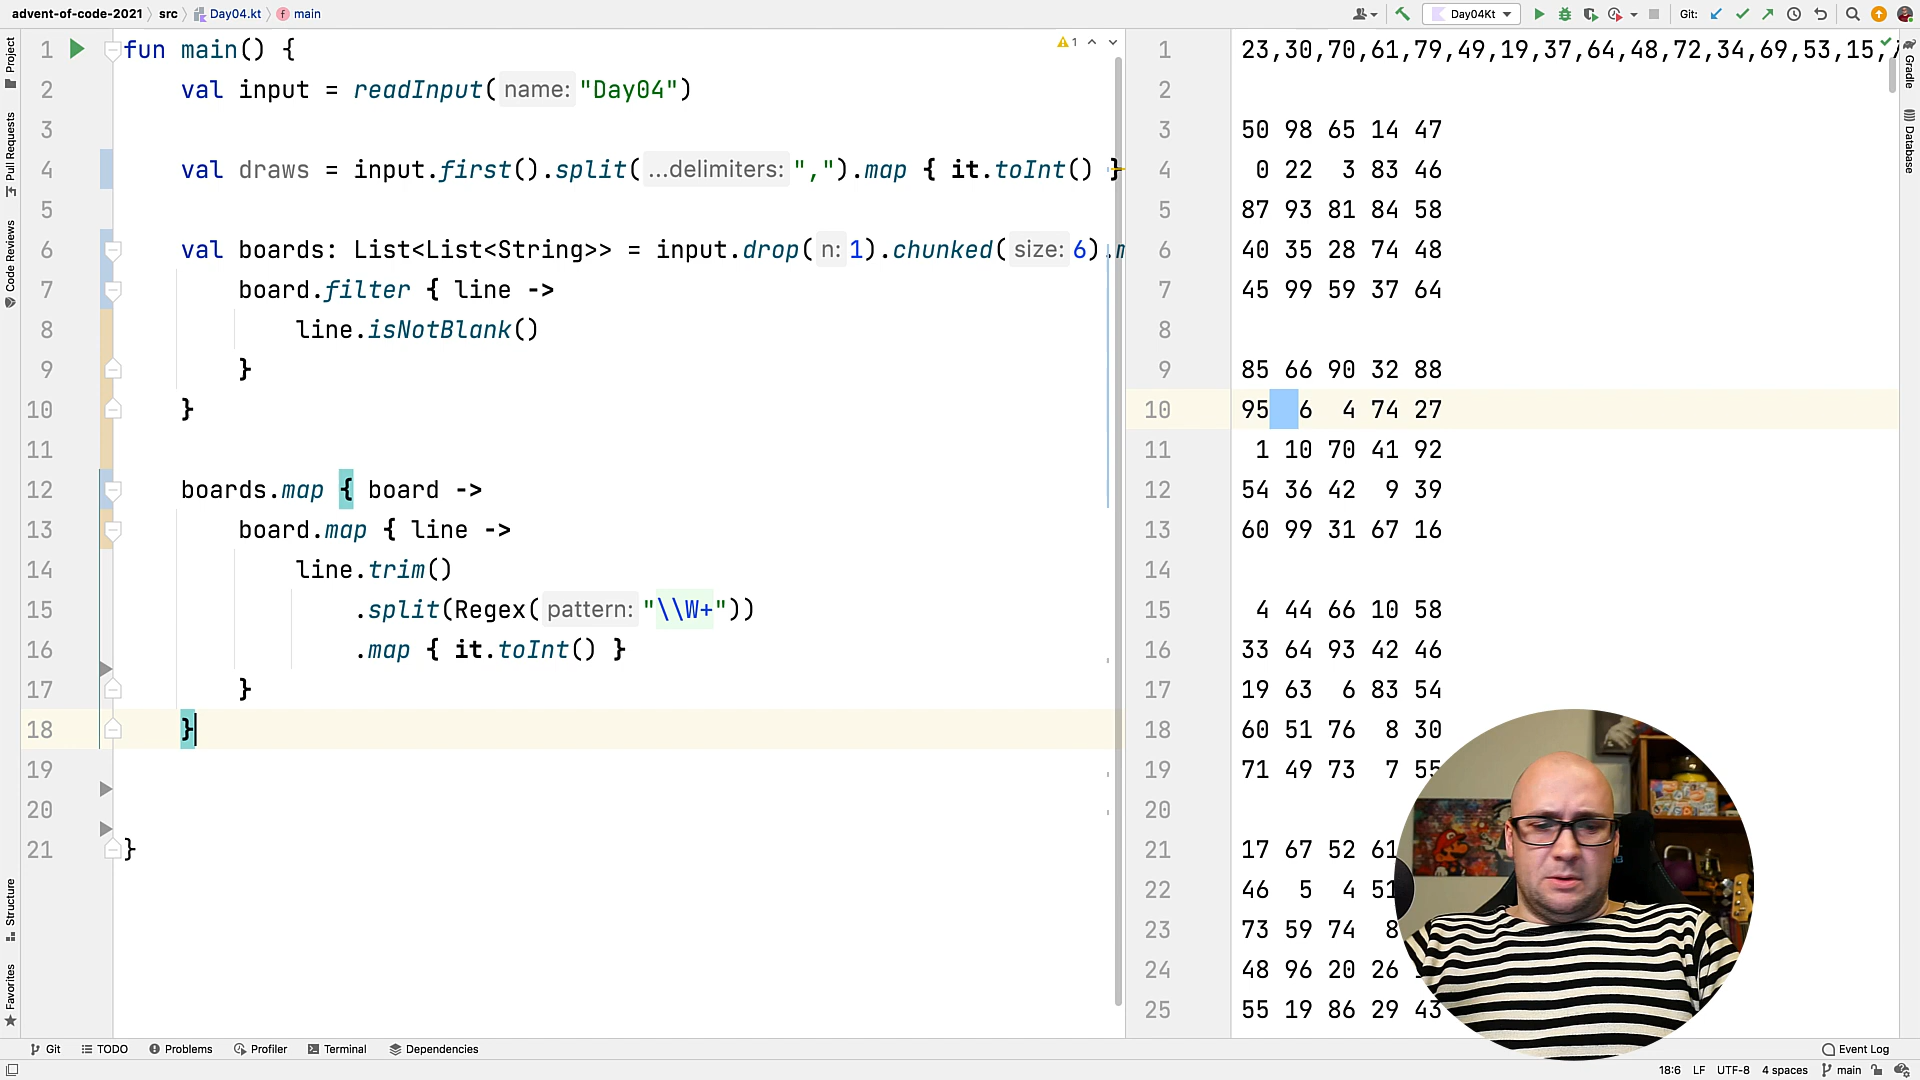 advent-of-code-2021 src Day04.kt main
Day04Kt Git:
Project
Pull Requests
Code Reviews
Structure
Favorites
1 fun main() {
2 val input = readInput( name: "Day04")
3
4 val draws = input.first().split( ...delimiters: ",").map { it.toInt() }
5
6 val boards: List<List<String>> = input.drop( n: 1).chunked( size: 6).m
7 board.filter { line ->
8 line.isNotBlank()
9 }
10 }
11
12 boards.map { board ->
13 board.map { line ->
14 line.trim()
15 .split(Regex( pattern: "\\W+"))
16 .map { it.toInt() }
17 }
18 }
19
20
21 }
1
1 23,30,70,61,79,49,19,37,64,48,72,34,69,53,15,
2
3 50 98 65 14 47
4 0 22 3 83 46
5 87 93 81 84 58
6 40 35 28 74 48
7 45 99 59 37 64
8
9 85 66 90 32 88
10 95 6 4 74 27
11 1 10 70 41 92
12 54 36 42 9 39
13 60 99 31 67 16
14
15 4 44 66 10 58
16 33 64 93 42 46
17 19 63 6 83 54
18 60 51 76 8 30
19 71 49 73 7 55
20
21 17 67 52 61
22 46 5 4 51
23 73 59 74 8
24 48 96 20 26
25 55 19 86 29 43
Gradle
Database
Git TODO Problems Profiler Terminal Dependencies Event Log
18:6 LF UTF-8 4 spaces main